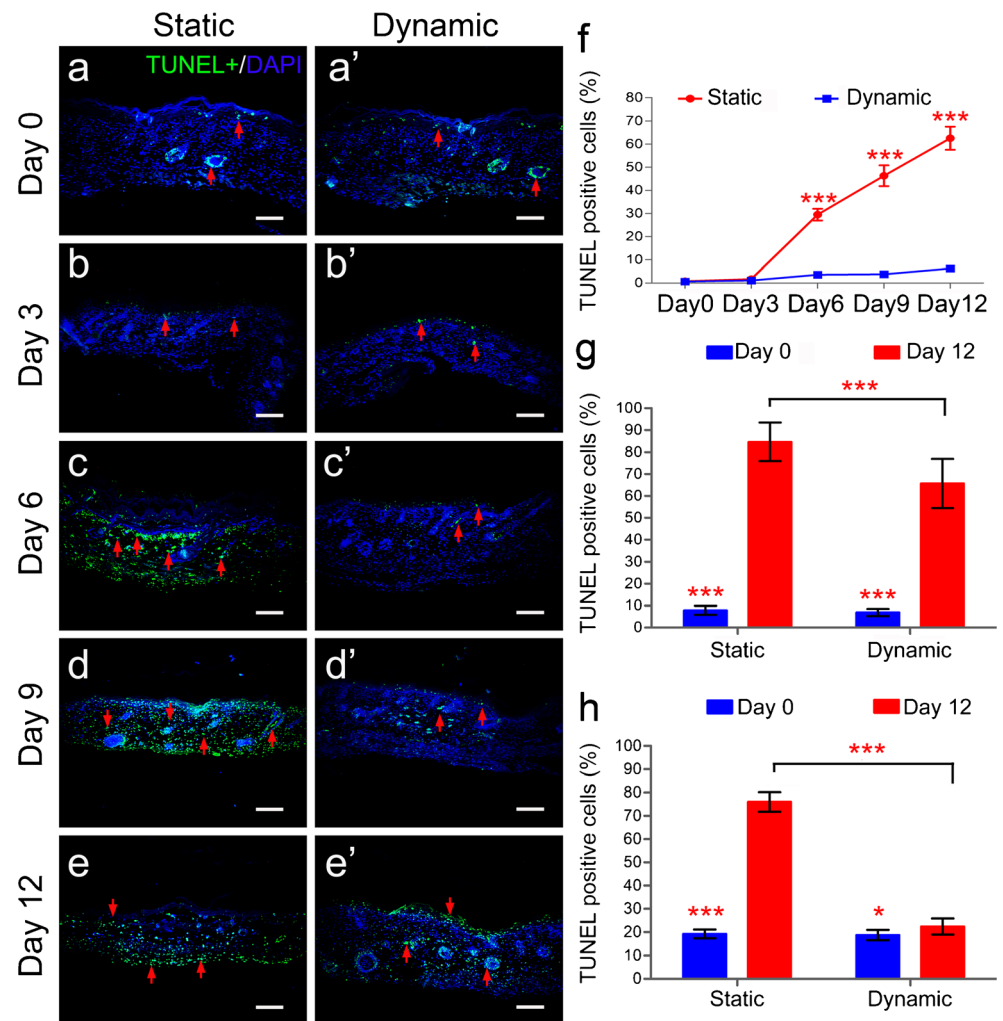 Static Dynamic
Day 0
a TUNEL+/DAPI
a'
Day 3
b
b'
Day 6
c
c'
Day 9
d
d'
Day 12
e
e'
f
Static Dynamic
TUNEL positive cells (%)
80
70
60
50
40
30
20
10
0
***
***
***
Day0 Day3 Day6 Day9 Day12
g
Day 0 Day 12
***
TUNEL positive cells (%)
100
90
80
70
60
50
40
30
20
10
0
*** ***
Static Dynamic
h
Day 0 Day 12
***
TUNEL positive cells (%)
100
90
80
70
60
50
40
30
20
10
0
*** *
Static Dynamic